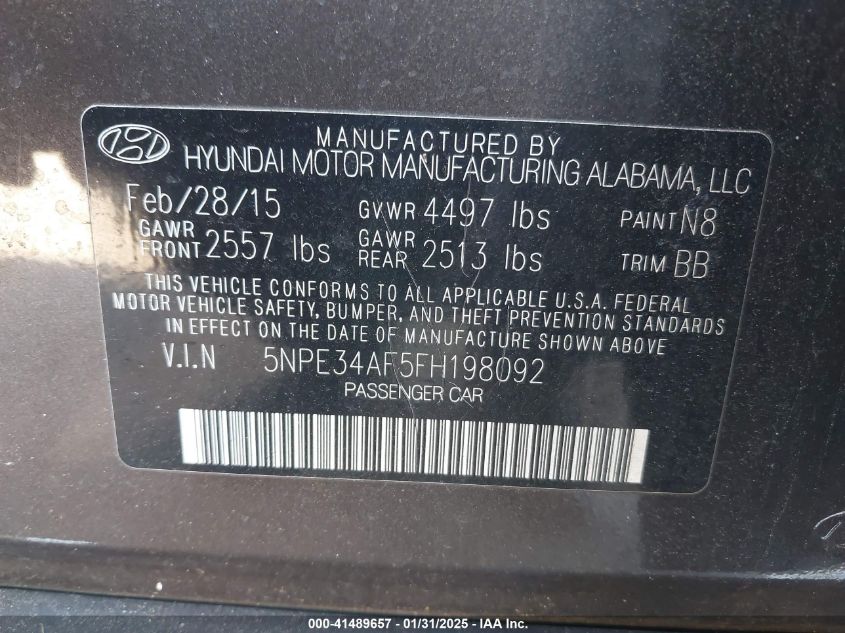 MANUFACTURED BY
HYUNDAI MOTOR MANUFACTURING ALABAMA, LLC
Feb/28/15 GVWR 4497 lbs PAINT N8
GAWR FRONT 2557 lbs GAWR REAR 2513 lbs TRIM BB
THIS VEHICLE CONFORMS TO ALL APPLICABLE U.S.A. FEDERAL
MOTOR VEHICLE SAFETY, BUMPER, AND THEFT PREVENTION STANDARDS
IN EFFECT ON THE DATE OF MANUFACTURE SHOWN ABOVE.
V.I.N 5NPE34AF5FH198092
PASSENGER CAR
000-41489657 - 01/31/2025 - IAA Inc.